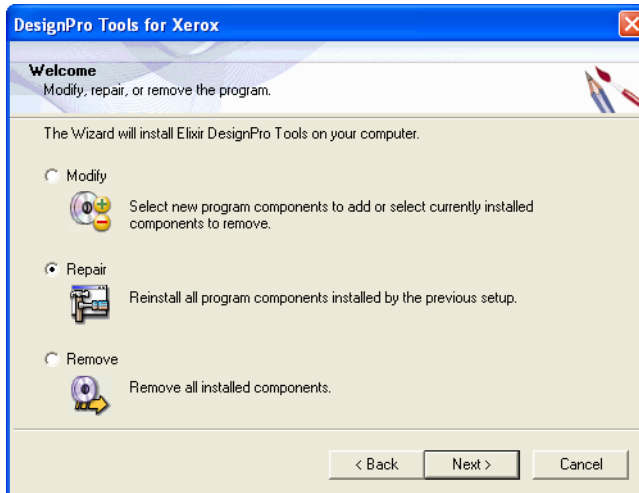 DesignPro Tools for Xerox
Welcome
Modify, repair, or remove the program.
The Wizard will install Elixir DesignPro Tools on your computer.
Modify
Select new program components to add or select currently installed
components to remove.
Repair
Reinstall all program components installed by the previous setup.
Remove
Remove all installed components.
< Back
Next >
Cancel